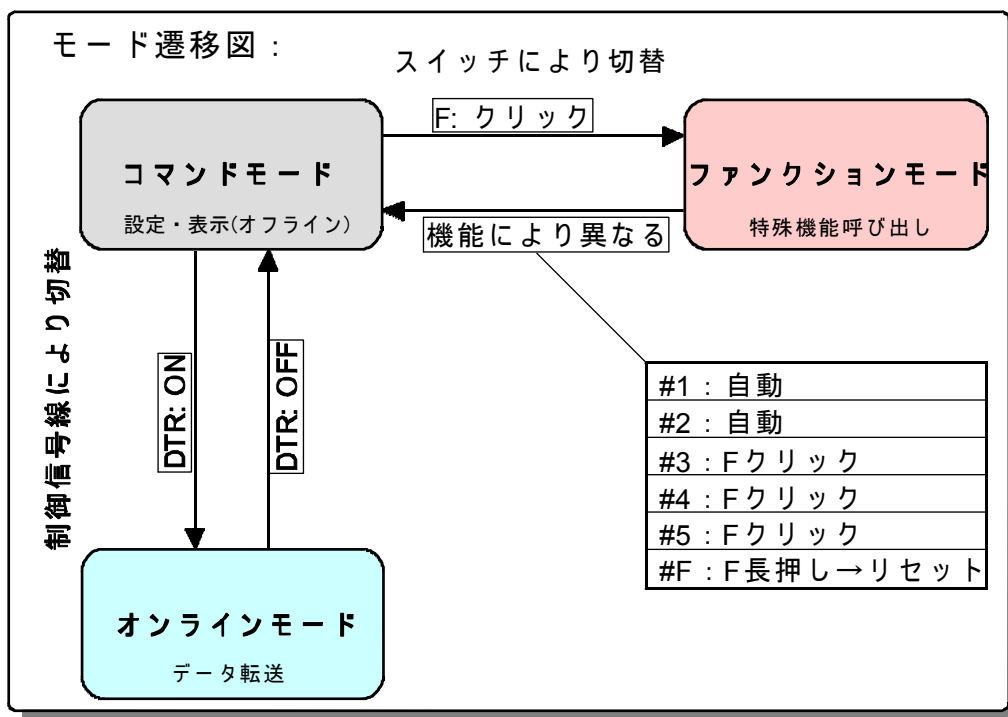 モード遷移図：
スイッチにより切替
F: クリック
コマンドモード
設定・表示(オフライン)
ファンクションモード
特殊機能呼び出し
機能により異なる
制御信号線により切替
DTR: ON
DTR: OFF
#1：自動
#2：自動
#3：Fクリック
#4：Fクリック
#5：Fクリック
#F：F長押し→リセット
オンラインモード
データ転送